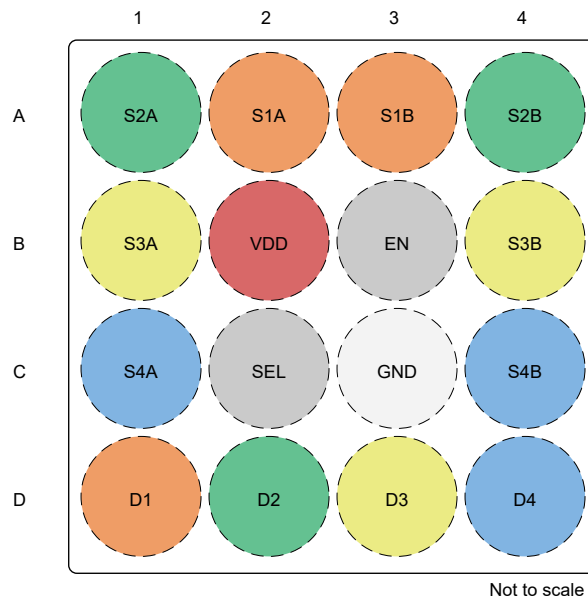 1 2 3 4
A S2A S1A S1B S2B
B S3A VDD EN S3B
C S4A SEL GND S4B
D D1 D2 D3 D4
Not to scale